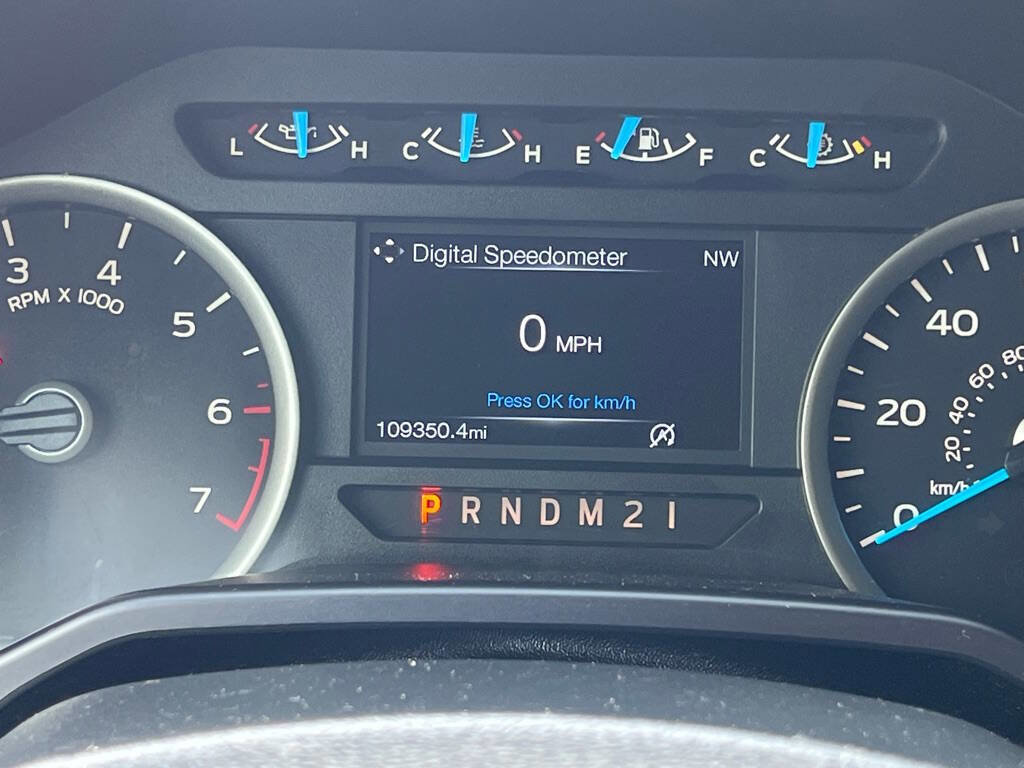 L H C H E F C H
Digital Speedometer NW
3 4 5 6 7
RPM X 1000
0 MPH
Press OK for km/h
109350.4mi
P R N D M 2 1
40
20
0
80
60
40
20
km/h